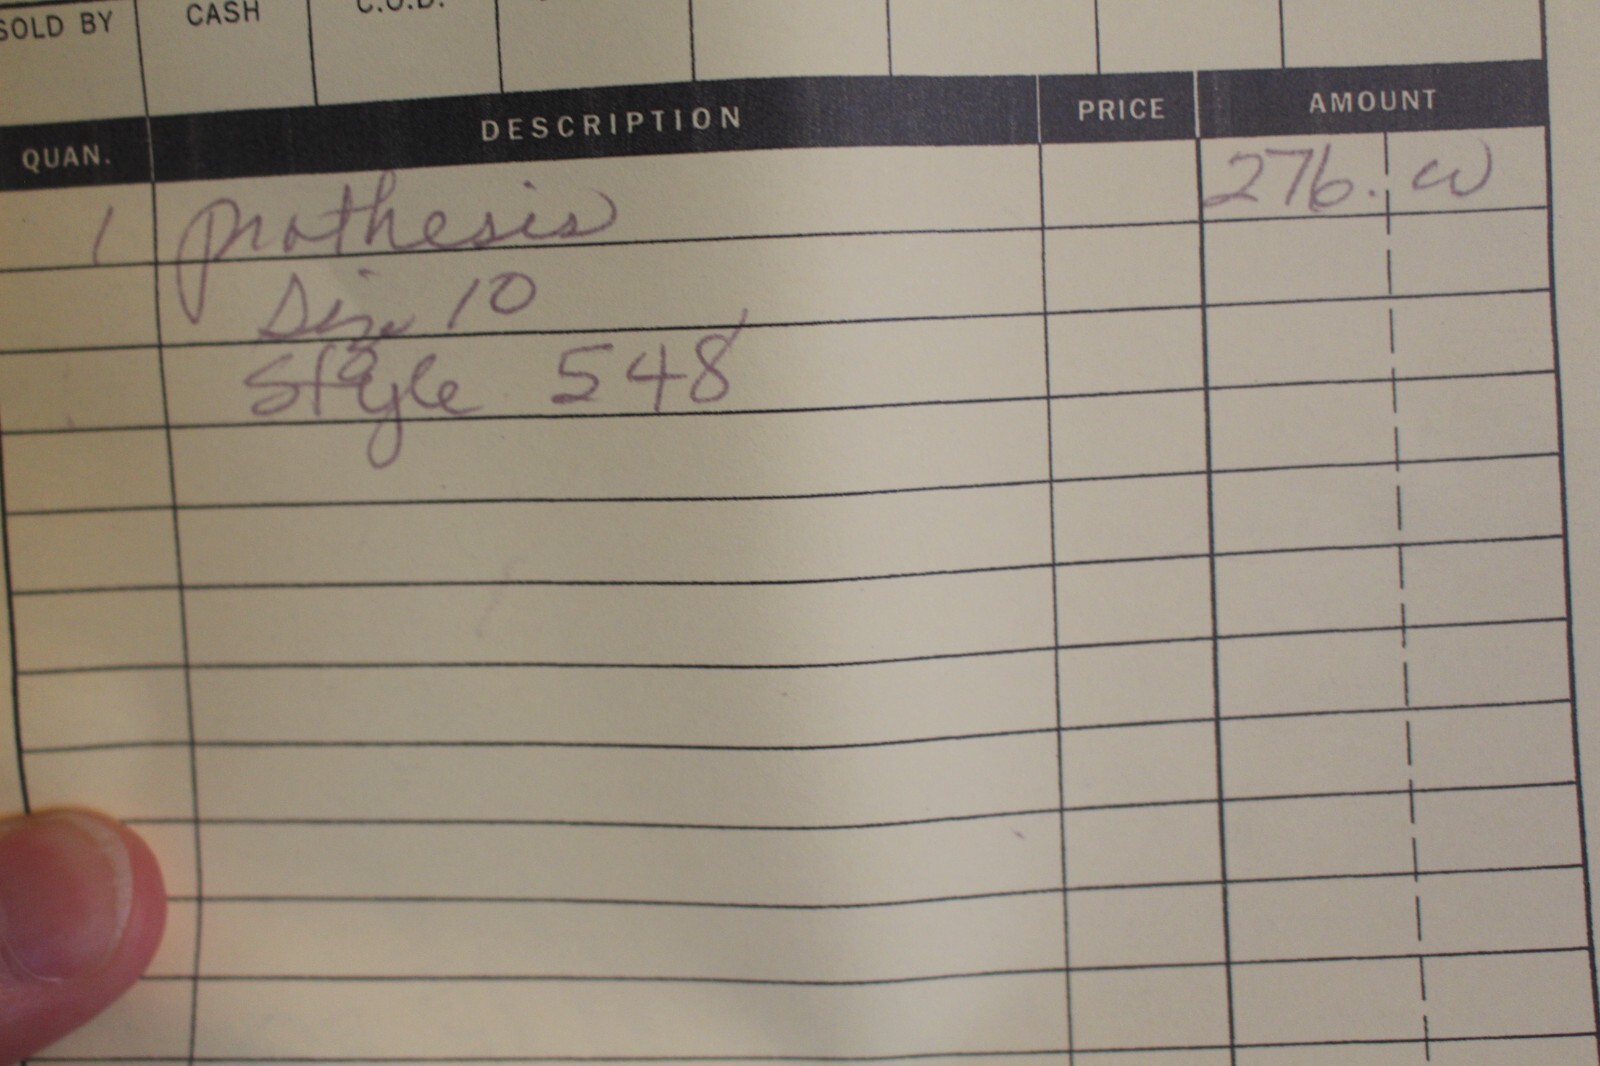 SOLD BY CASH C.O.D.
QUAN. DESCRIPTION PRICE AMOUNT
1 prothesis 276.00
Size 10
Style 548